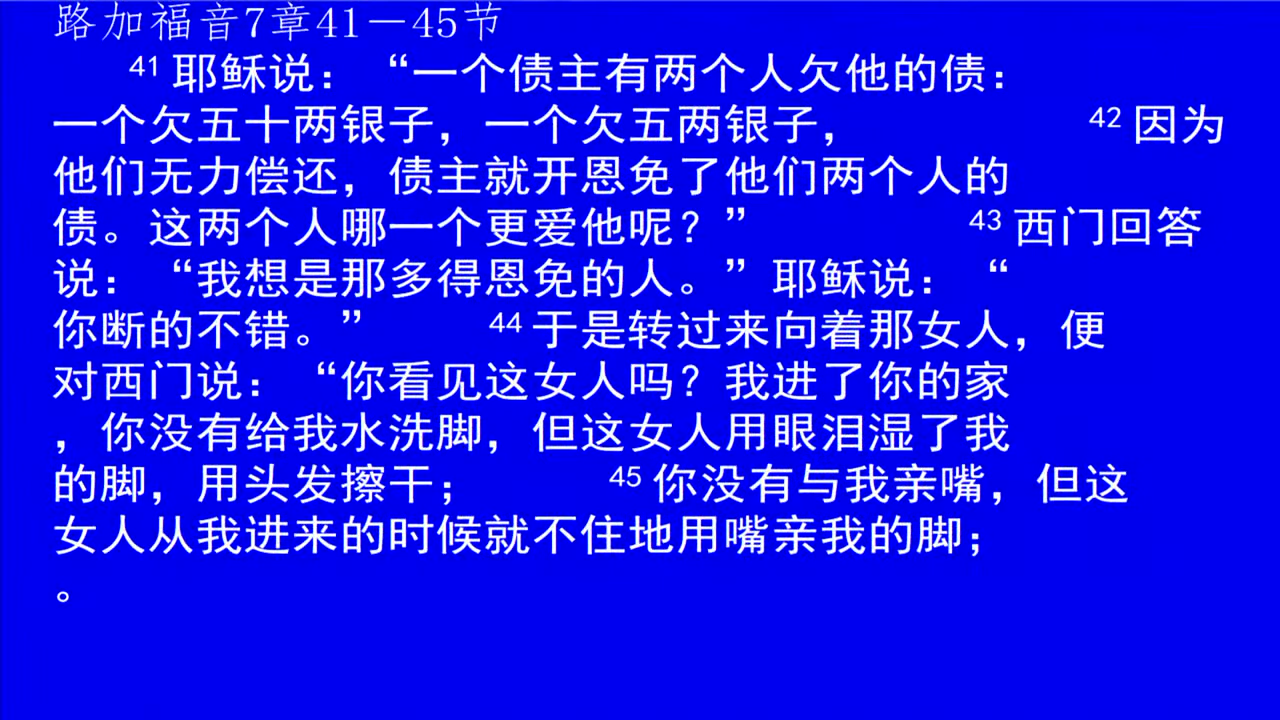 路加福音7章41－45节
41 耶稣说：“一个债主有两个人欠他的债：
一个欠五十两银子，一个欠五两银子， 42 因为
他们无力偿还，债主就开恩免了他们两个人的
债。这两个人哪一个更爱他呢？” 43 西门回答
说：“我想是那多得恩免的人。”耶稣说：“
你断的不错。” 44 于是转过来向着那女人，便
对西门说：“你看见这女人吗？我进了你的家
，你没有给我水洗脚，但这女人用眼泪湿了我
的脚，用头发擦干； 45 你没有与我亲嘴，但这
女人从我进来的时候就不住地用嘴亲我的脚；
。